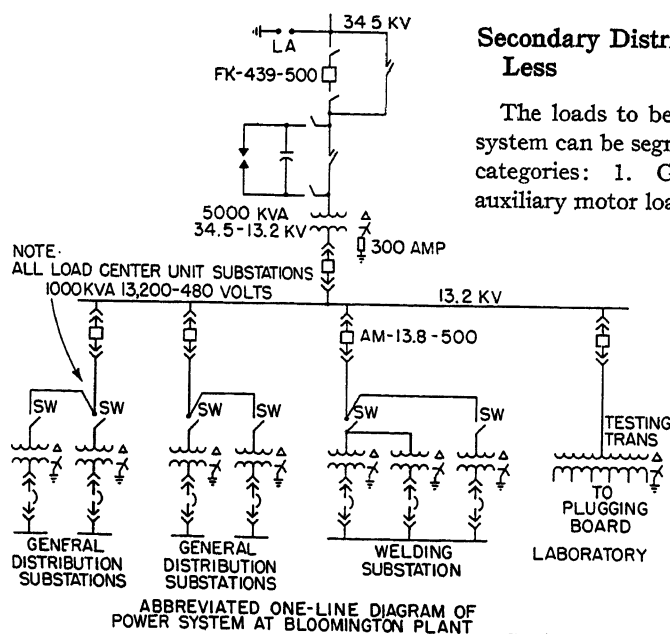 34.5 KV
LA
FK-439-500
5000 KVA
34.5-13.2 KV
300 AMP
NOTE:
ALL LOAD CENTER UNIT SUBSTATIONS
1000 KVA 13,200-480 VOLTS
13.2 KV
AM-13.8-500
SW
SW
SW
SW
SW
SW
TESTING
TRANS
TO
PLUGGING
BOARD
LABORATORY
GENERAL
DISTRIBUTION
SUBSTATIONS
GENERAL
DISTRIBUTION
SUBSTATIONS
WELDING
SUBSTATION
ABBREVIATED ONE-LINE DIAGRAM OF
POWER SYSTEM AT BLOOMINGTON PLANT
Secondary Distri
Less
The loads to be
system can be segr
categories: 1. G
auxiliary motor loa